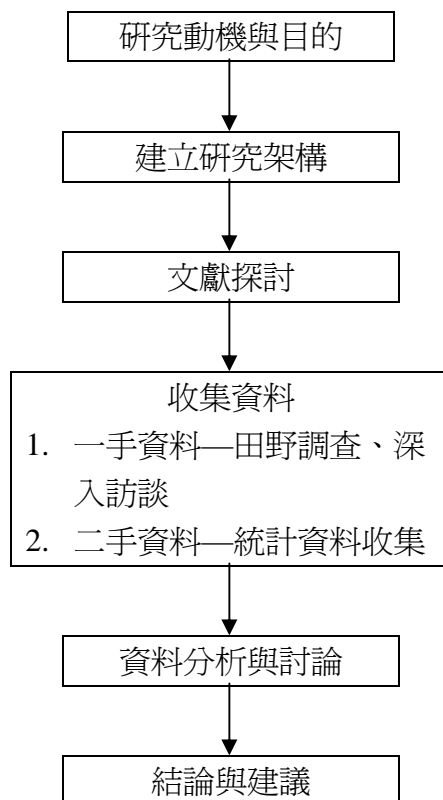 研究動機與目的
建立研究架構
文獻探討
收集資料
1. 一手資料—田野調查、深
入訪談
2. 二手資料—統計資料收集
資料分析與討論
結論與建議